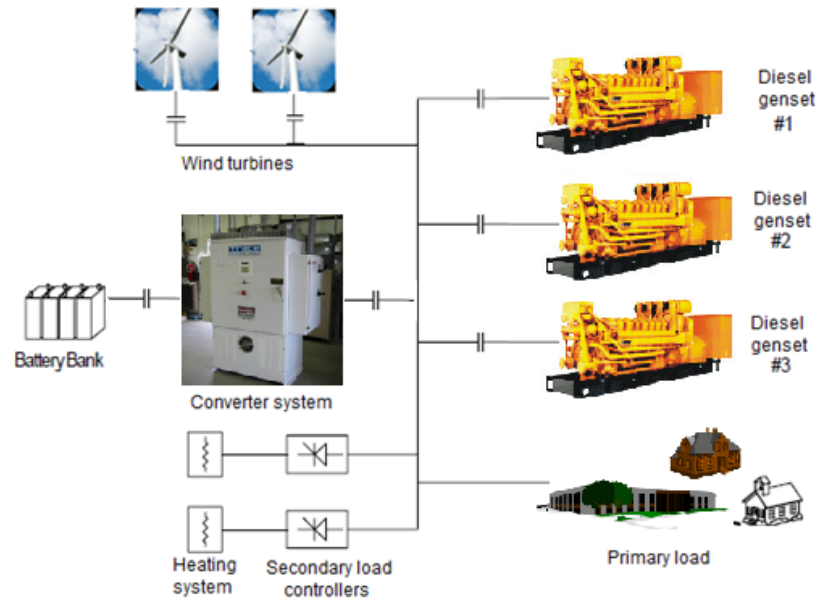 Diesel
genset
#1
Wind turbines
Diesel
genset
#2
Battery Bank
Converter system
Diesel
genset
#3
Heating
system
Secondary load
controllers
Primary load